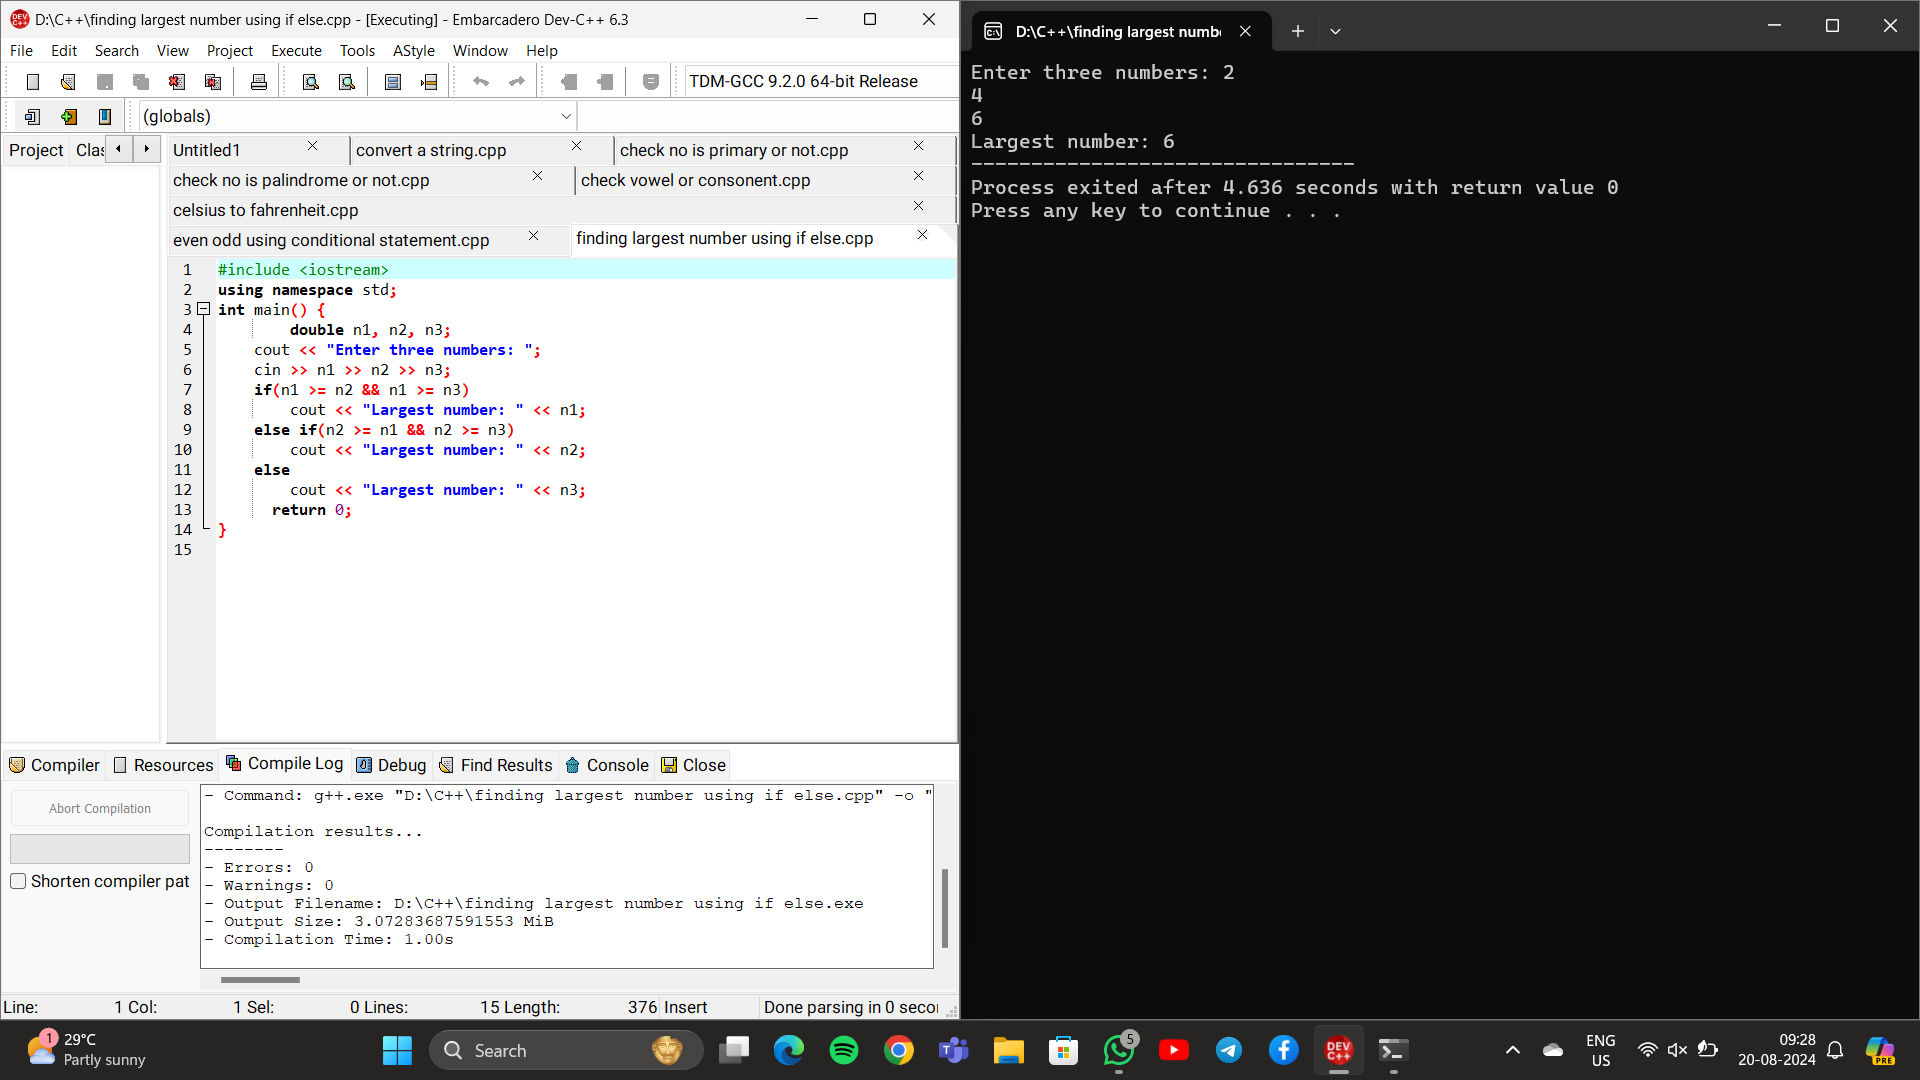 D:\C++\finding largest number using if else.cpp - [Executing] - Embarcadero Dev-C++ 6.3
File Edit Search View Project Execute Tools AStyle Window Help
TDM-GCC 9.2.0 64-bit Release
(globals)
Project Clas
Untitled1 convert a string.cpp check no is primary or not.cpp
check no is palindrome or not.cpp check vowel or consonent.cpp
celsius to fahrenheit.cpp
even odd using conditional statement.cpp finding largest number using if else.cpp
1 #include <iostream>
2 using namespace std;
3 int main() {
4 double n1, n2, n3;
5 cout << "Enter three numbers: ";
6 cin >> n1 >> n2 >> n3;
7 if(n1 >= n2 && n1 >= n3)
8 cout << "Largest number: " << n1;
9 else if(n2 >= n1 && n2 >= n3)
10 cout << "Largest number: " << n2;
11 else
12 cout << "Largest number: " << n3;
13 return 0;
14 }
15
Compiler Resources Compile Log Debug Find Results Console Close
Abort Compilation
Shorten compiler pat
- Command: g++.exe "D:\C++\finding largest number using if else.cpp" -o "
Compilation results...
--------
- Errors: 0
- Warnings: 0
- Output Filename: D:\C++\finding largest number using if else.exe
- Output Size: 3.07283687591553 MiB
- Compilation Time: 1.00s
Line: 1 Col: 1 Sel: 0 Lines: 15 Length: 376 Insert Done parsing in 0 seco
D:\C++\finding largest numb
Enter three numbers: 2
4
6
Largest number: 6
--------------------------------
Process exited after 4.636 seconds with return value 0
Press any key to continue . . .
1
29°C
Partly sunny
Search
5
DEV
C++
ENG
US
09:28
20-08-2024
PRE